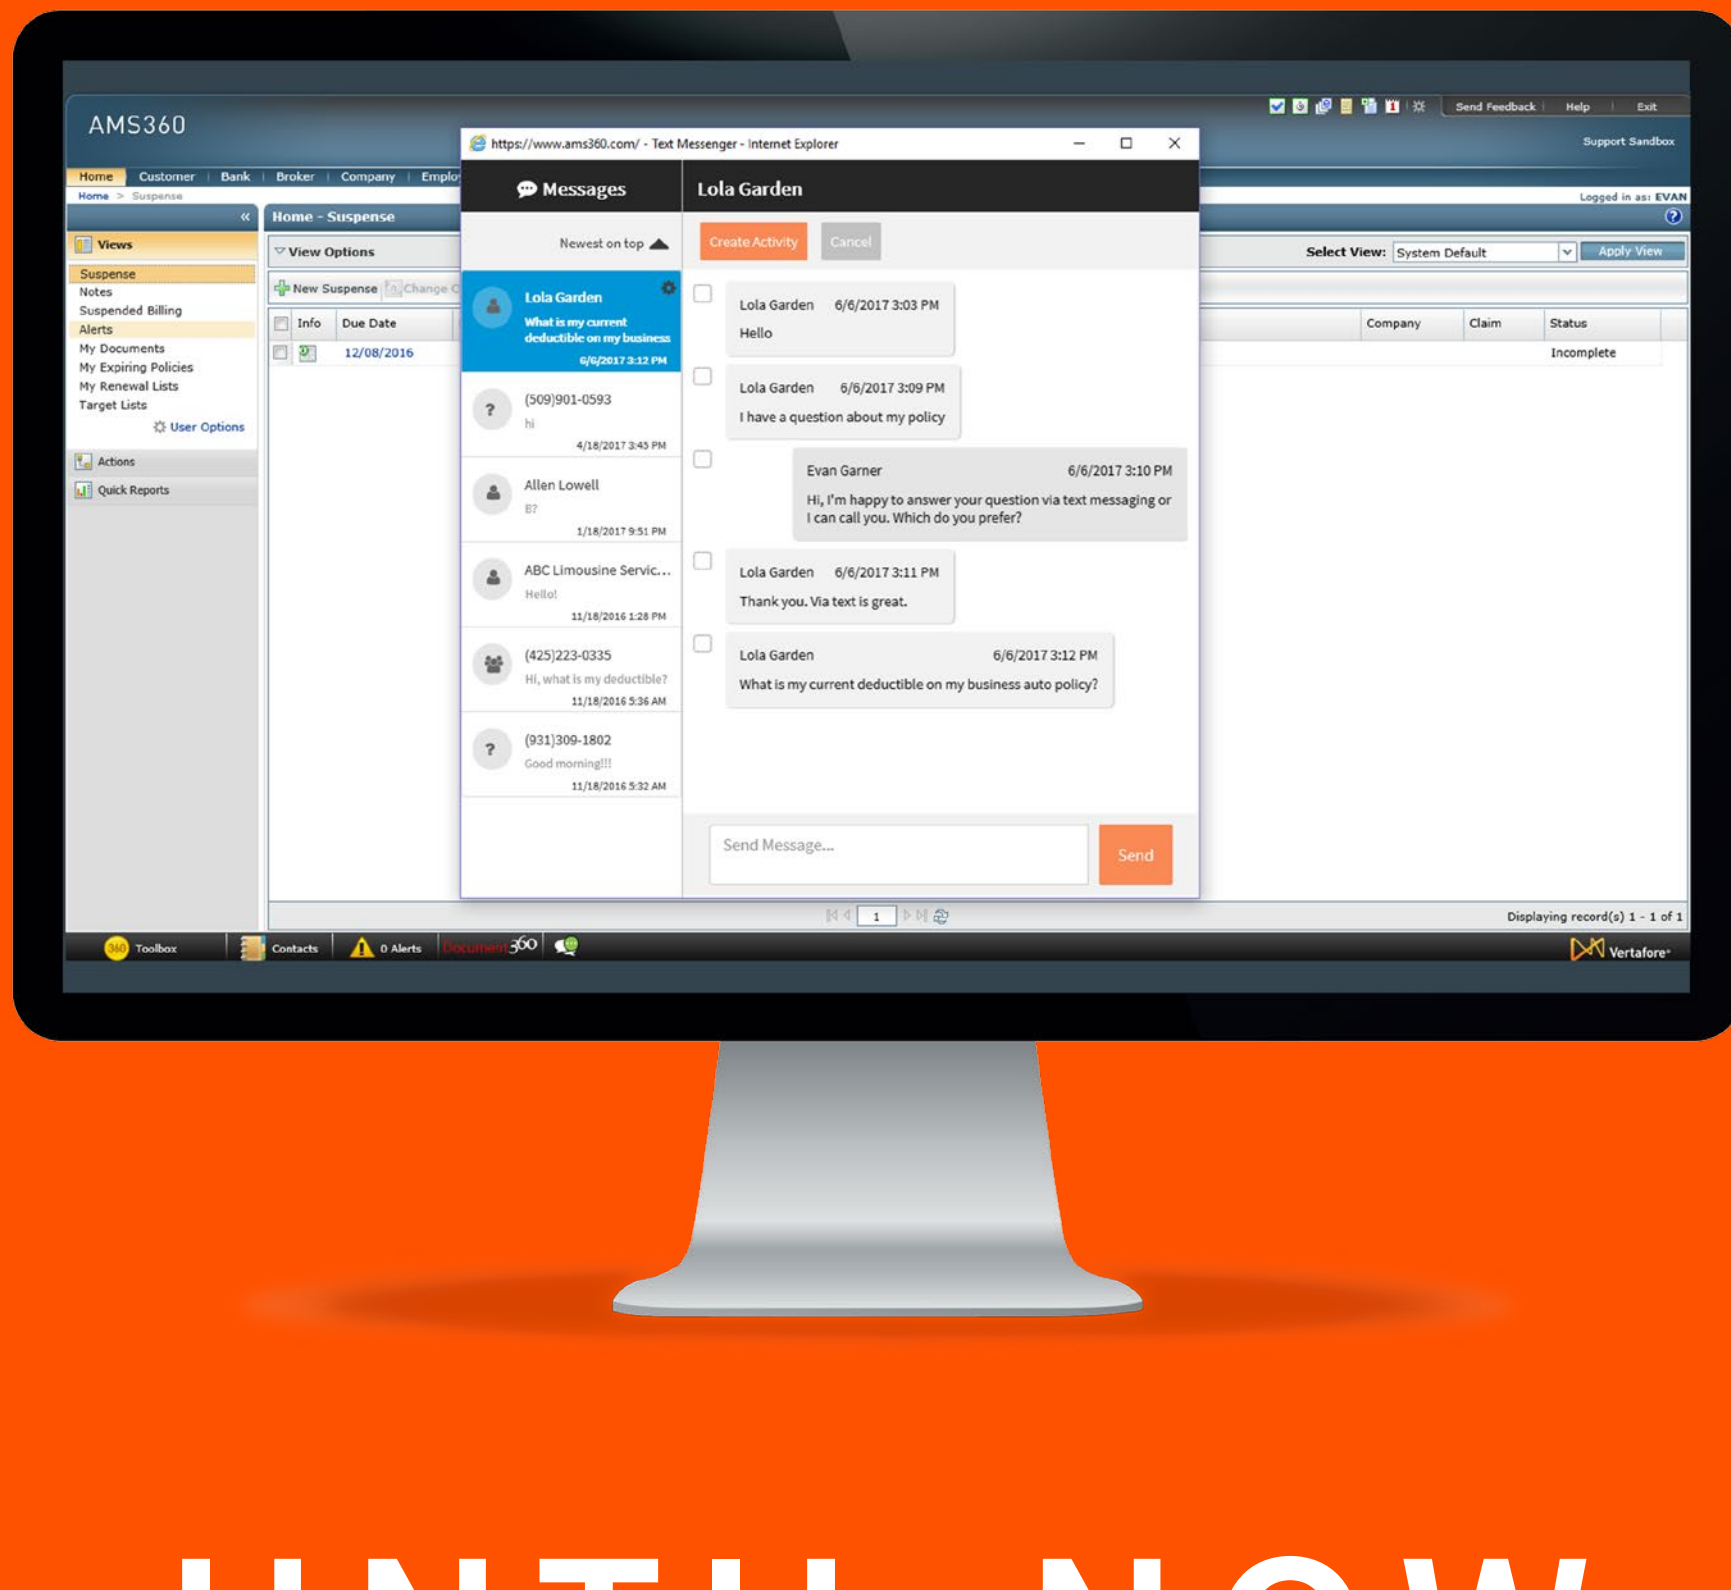 AMS360
Send Feedback
Help
Exit
Support Sandbox
https://www.ams360.com/ - Text Messenger - Internet Explorer
Home
Customer
Bank
Broker
Company
Home > Suspense
Logged in as: EVAN
Messages
Lola Garden
Home - Suspense
Views
View Options
Newest on top
Create Activity
Cancel
Select View:
System Default
Apply View
Suspense
Notes
Suspended Billing
Alerts
My Documents
My Expiring Policies
My Renewal Lists
Target Lists
User Options
Actions
Quick Reports
New Suspense
Change
Info
Due Date
Company
Claim
Status
12/08/2016
Incomplete
Lola Garden
What is my current
deductible on my business
6/6/2017 3:12 PM
(509)901-0593
hi
4/18/2017 3:45 PM
Allen Lowell
B?
1/18/2017 9:51 PM
ABC Limousine Servic...
Hello!
11/18/2016 1:28 PM
(425)223-0335
Hi, what is my deductible?
11/18/2016 5:36 AM
(931)309-1802
Good morning!!!
11/18/2016 5:32 AM
Lola Garden 6/6/2017 3:03 PM
Hello
Lola Garden 6/6/2017 3:09 PM
I have a question about my policy
Evan Garner 6/6/2017 3:10 PM
Hi, I'm happy to answer your question via text messaging or
I can call you. Which do you prefer?
Lola Garden 6/6/2017 3:11 PM
Thank you. Via text is great.
Lola Garden 6/6/2017 3:12 PM
What is my current deductible on my business auto policy?
Send Message...
Send
1
Displaying record(s) 1 - 1 of 1
360 Toolbox
Contacts
0 Alerts
Document360
Vertafore
UNTIL NOW